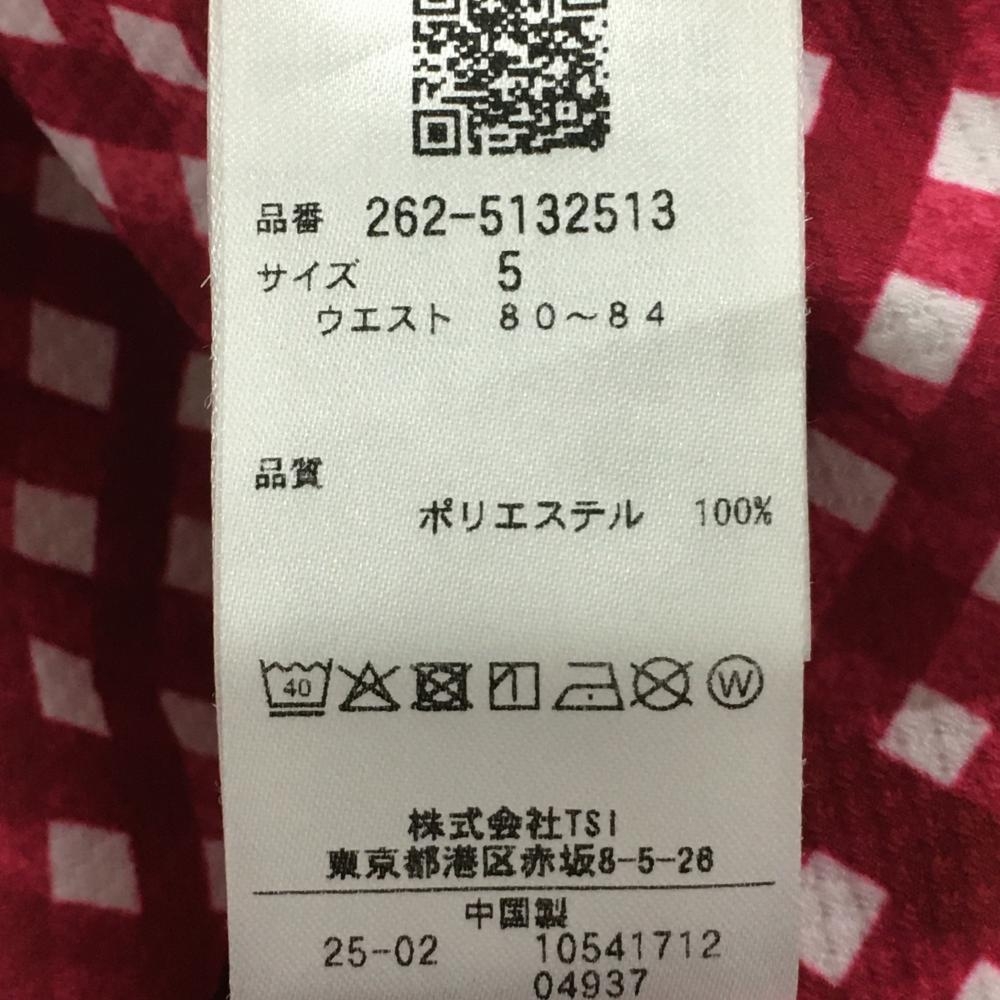 品番 262-5132513
サイズ 5
ウエスト 80〜84
品質
ポリエステル 100%
40 W
株式会社TSI
東京都港区赤坂8-5-28
中国製
25-02 10541712
04937